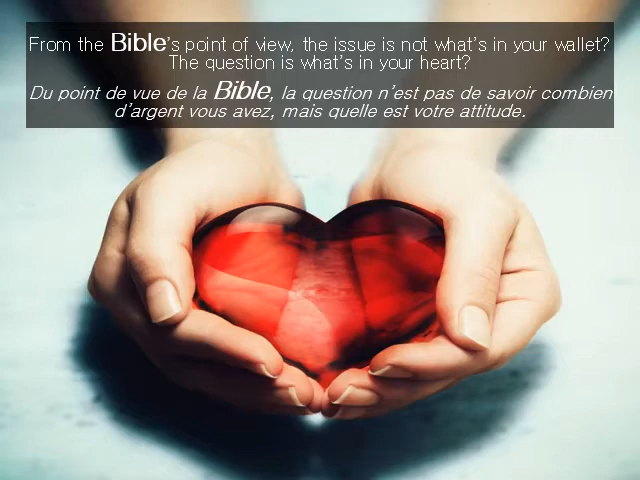 From the Bible's point of view, the issue is not what's in your wallet?
The question is what's in your heart?
Du point de vue de la Bible, la question n'est pas de savoir combien
d'argent vous avez, mais quelle est votre attitude.